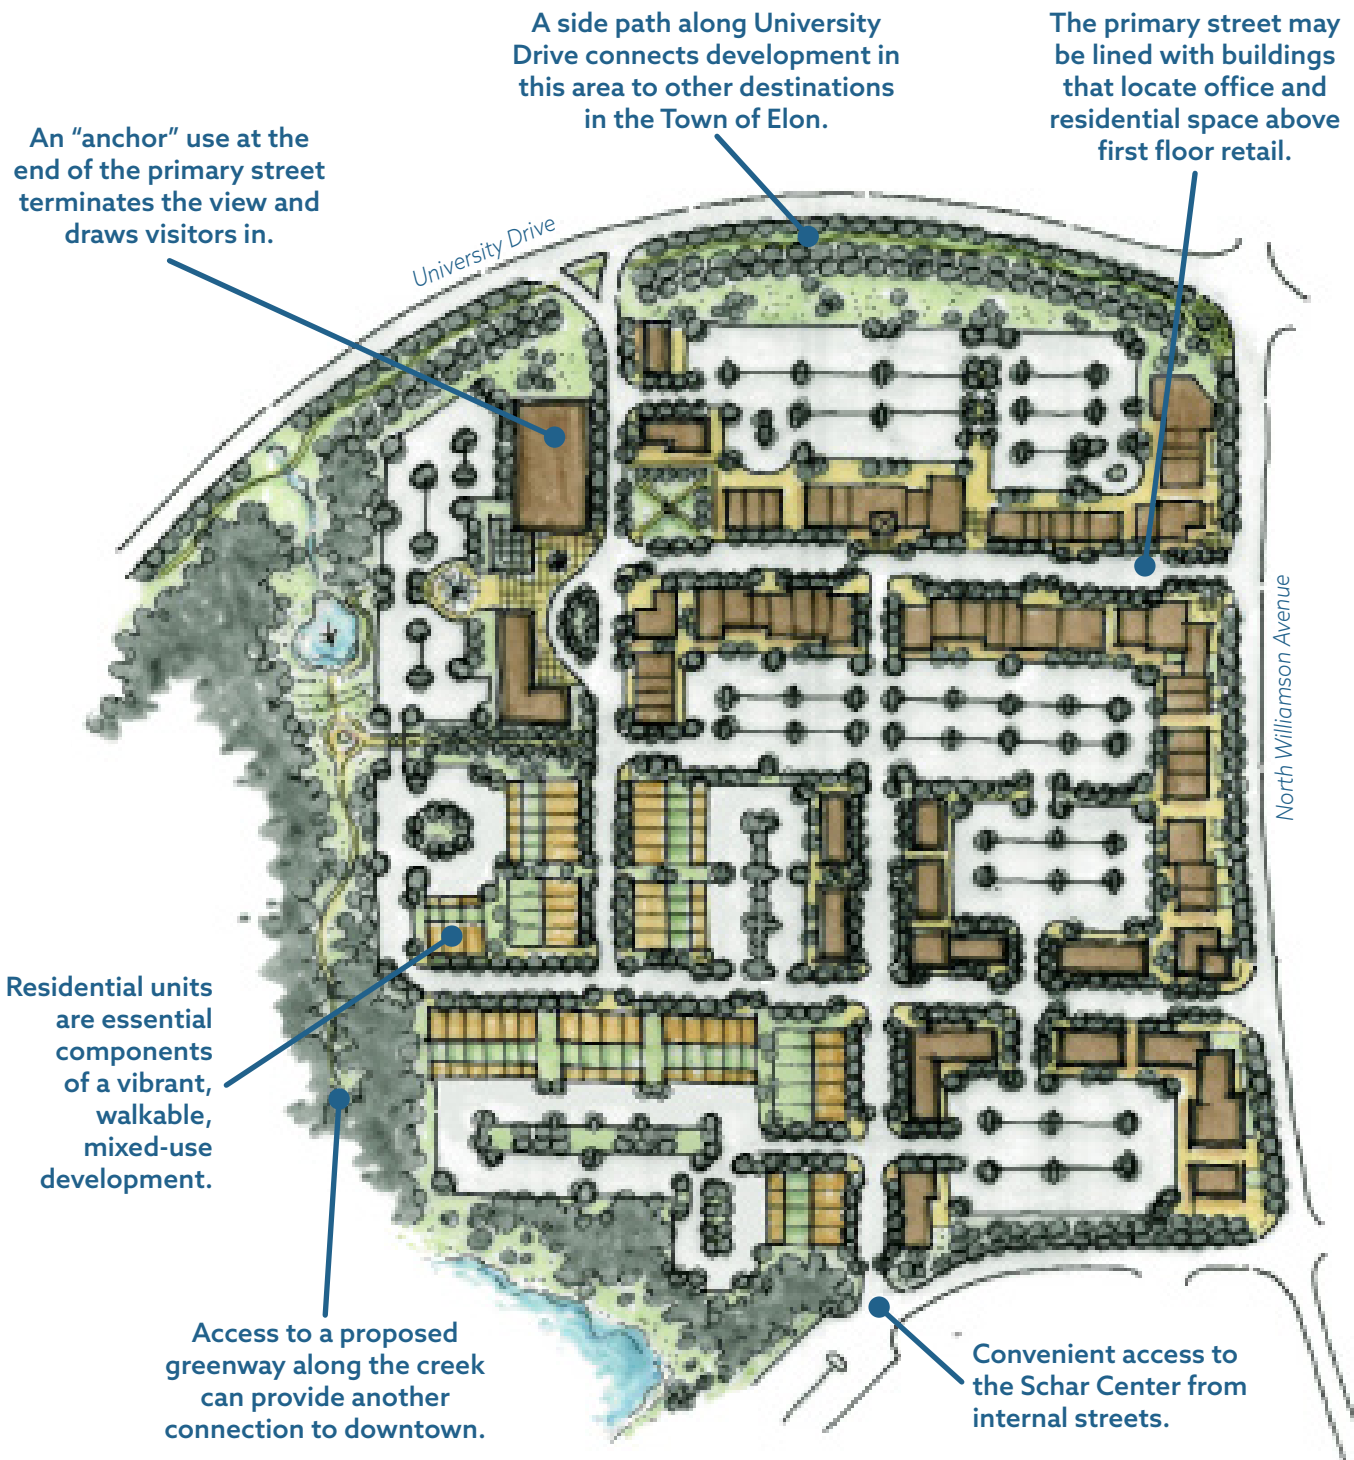 A side path along University
Drive connects development in
this area to other destinations
in the Town of Elon.
The primary street may
be lined with buildings
that locate office and
residential space above
first floor retail.
An “anchor” use at the
end of the primary street
terminates the view and
draws visitors in.
University Drive
North Williamson Avenue
Residential units
are essential
components
of a vibrant,
walkable,
mixed-use
development.
Access to a proposed
greenway along the creek
can provide another
connection to downtown.
Convenient access to
the Schar Center from
internal streets.